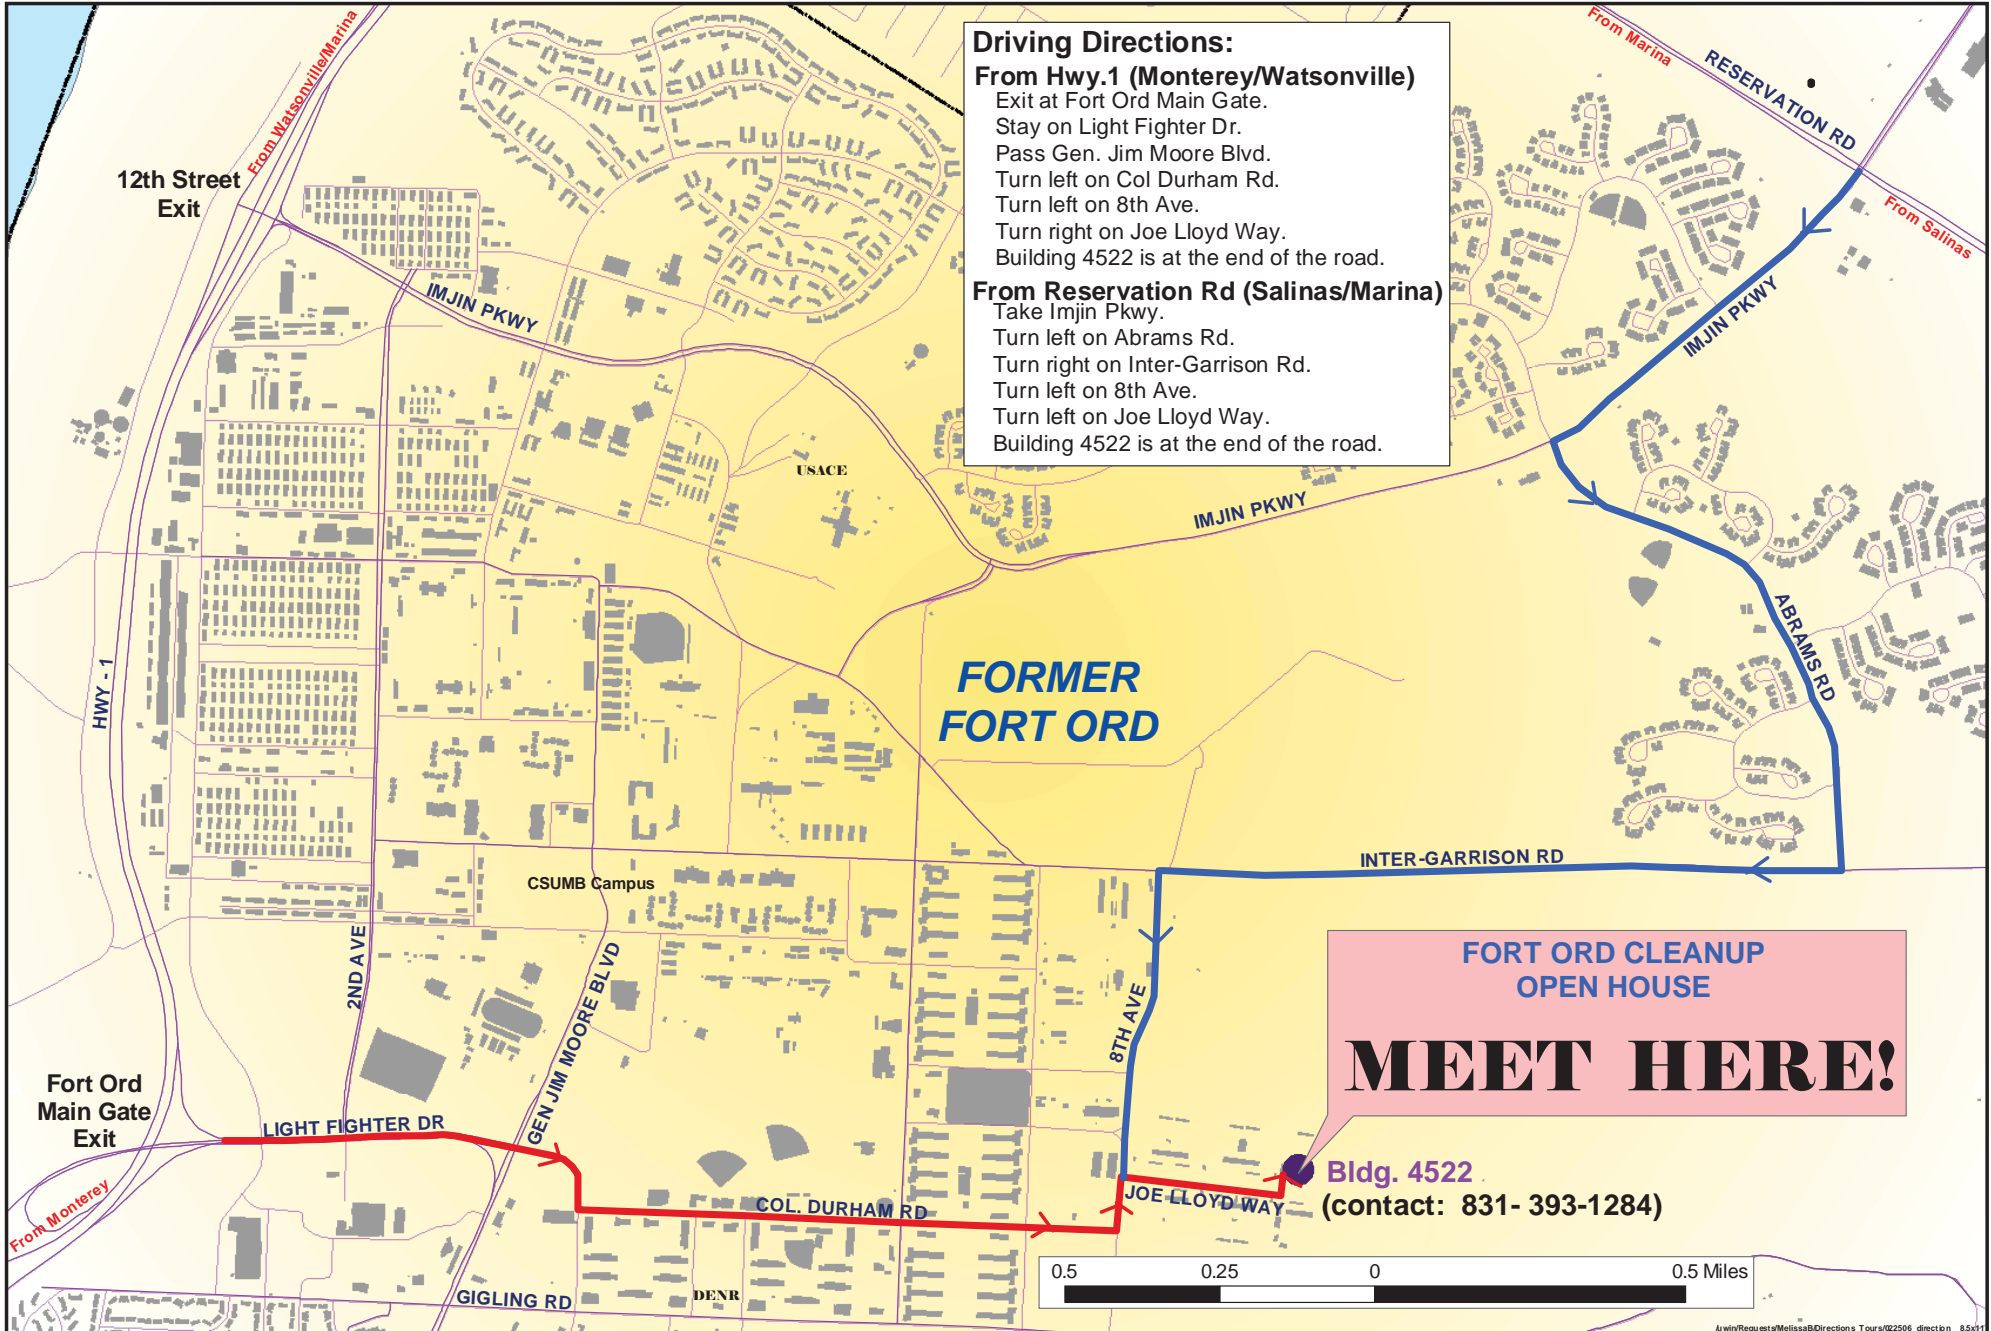 Driving Directions:
From Hwy.1 (Monterey/Watsonville)
Exit at Fort Ord Main Gate.
Stay on Light Fighter Dr.
Pass Gen. Jim Moore Blvd.
Turn left on Col Durham Rd.
Turn left on 8th Ave.
Turn right on Joe Lloyd Way.
Building 4522 is at the end of the road.
From Reservation Rd (Salinas/Marina)
Take Imjin Pkwy.
Turn left on Abrams Rd.
Turn right on Inter-Garrison Rd.
Turn left on 8th Ave.
Turn left on Joe Lloyd Way.
Building 4522 is at the end of the road.
From Watsonville/Marina
From Marina
RESERVATION RD
From Salinas
12th Street
Exit
IMJIN PKWY
IMJIN PKWY
USACE
IMJIN PKWY
ABRAMS RD
HWY - 1
FORMER
FORT ORD
INTER-GARRISON RD
CSUMB Campus
2ND AVE
GEN JIM MOORE BLVD
8TH AVE
FORT ORD CLEANUP
OPEN HOUSE
MEET HERE!
Fort Ord
Main Gate
Exit
LIGHT FIGHTER DR
From Monterey
COL. DURHAM RD
JOE LLOYD WAY
Bldg. 4522
(contact: 831- 393-1284)
0.5 0.25 0 0.5 Miles
GIGLING RD
DENR
/uwin/Requests/MelissaB/Directions_Tours/022506_direction_8.5x11